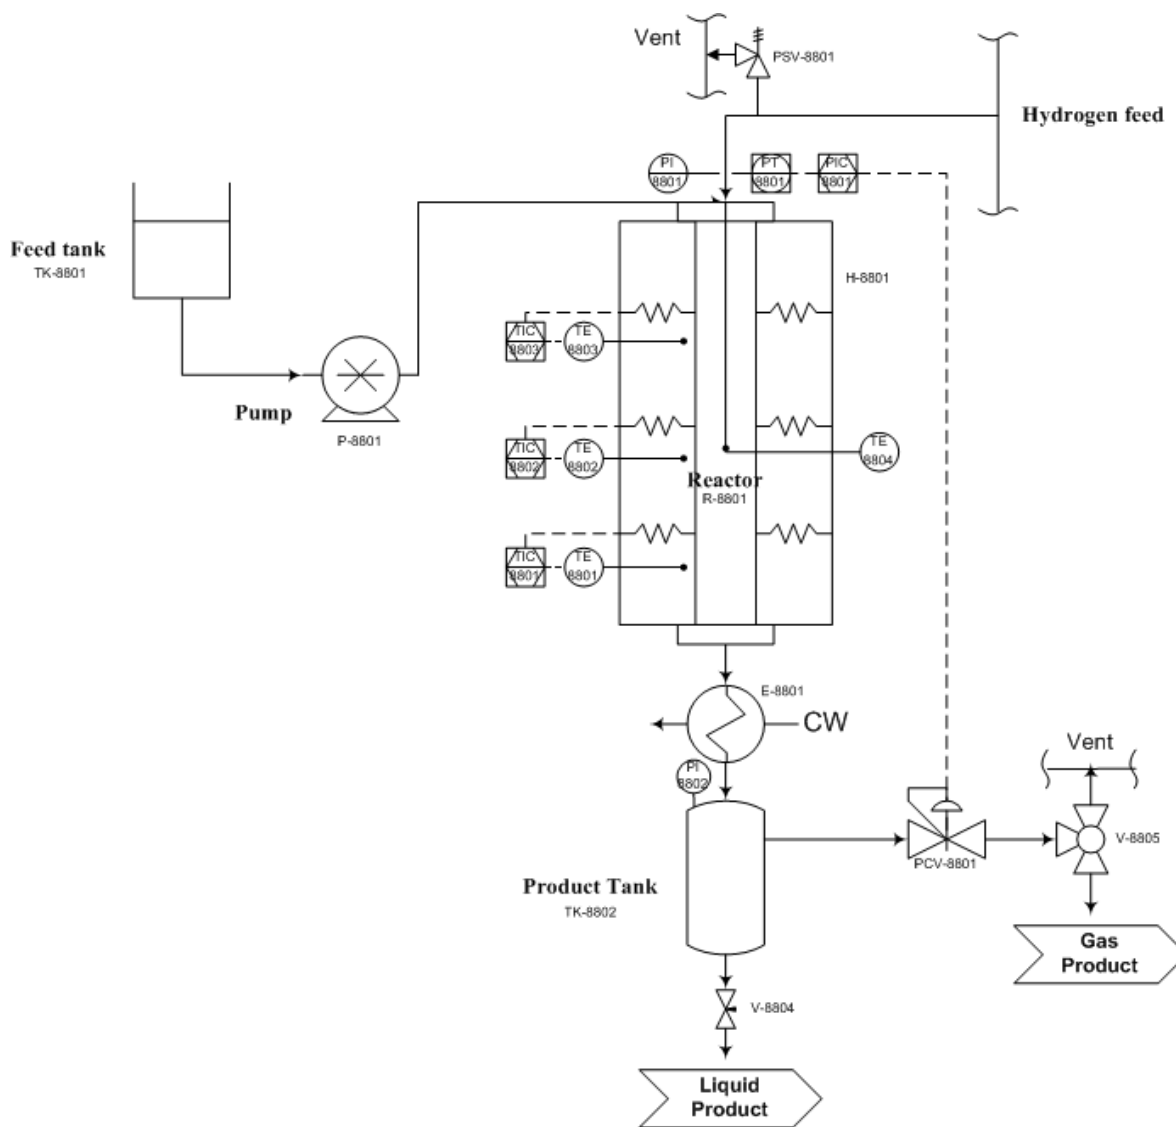 Vent
PSV-8801
Hydrogen feed
PI
8801
PT
8801
PIC
8801
Feed tank
TK-8801
H-8801
TIC
8803
TE
8803
Pump
P-8801
TIC
8802
TE
8802
TE
8804
Reactor
R-8801
TIC
8801
TE
8801
E-8801
CW
PI
8802
Vent
V-8805
PCV-8801
Product Tank
TK-8802
Gas
Product
V-8804
Liquid
Product